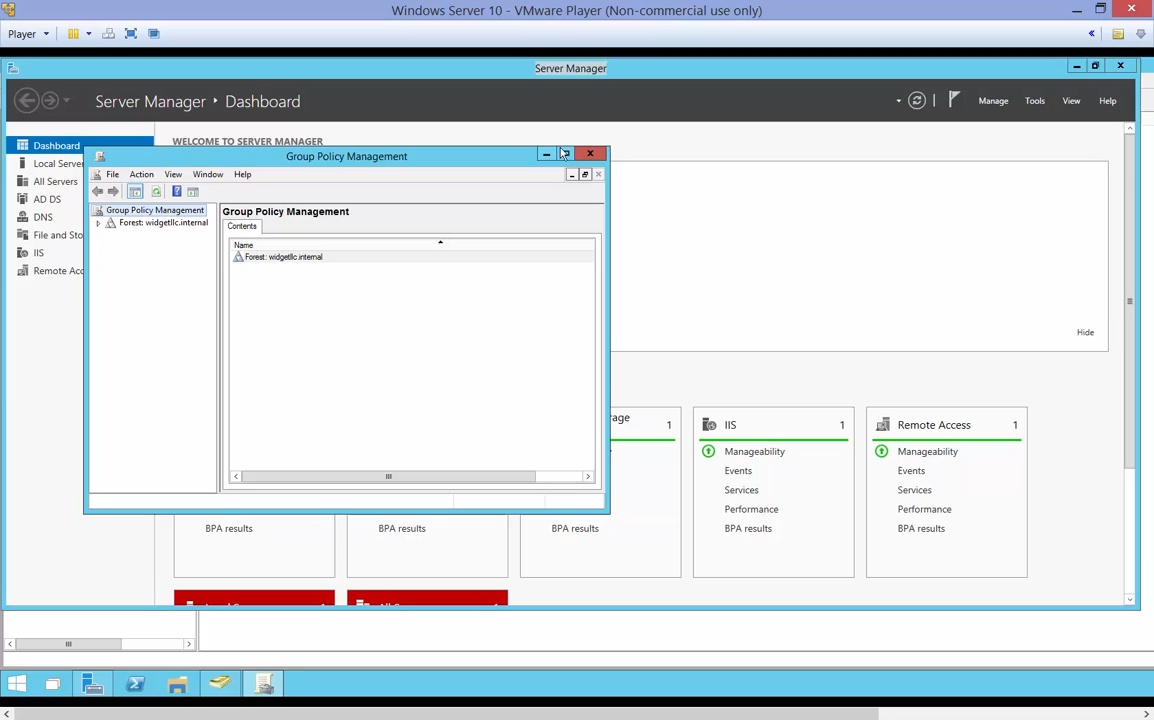 Windows Server 10 - VMware Player (Non-commercial use only)
Player
Server Manager
Server Manager Dashboard
Manage Tools View Help
Dashboard
Local Server
All Servers
AD DS
DNS
File and Sto
IIS
Remote Acc
WELCOME TO SERVER MANAGER
Group Policy Management
File Action View Window Help
Group Policy Management
Forest: widgetllc.internal
Group Policy Management
Contents
Name
Forest: widgetllc.internal
Hide
rage 1
IIS 1
Manageability
Events
Services
Performance
BPA results
Remote Access 1
Manageability
Events
Services
Performance
BPA results
BPA results
BPA results
BPA results